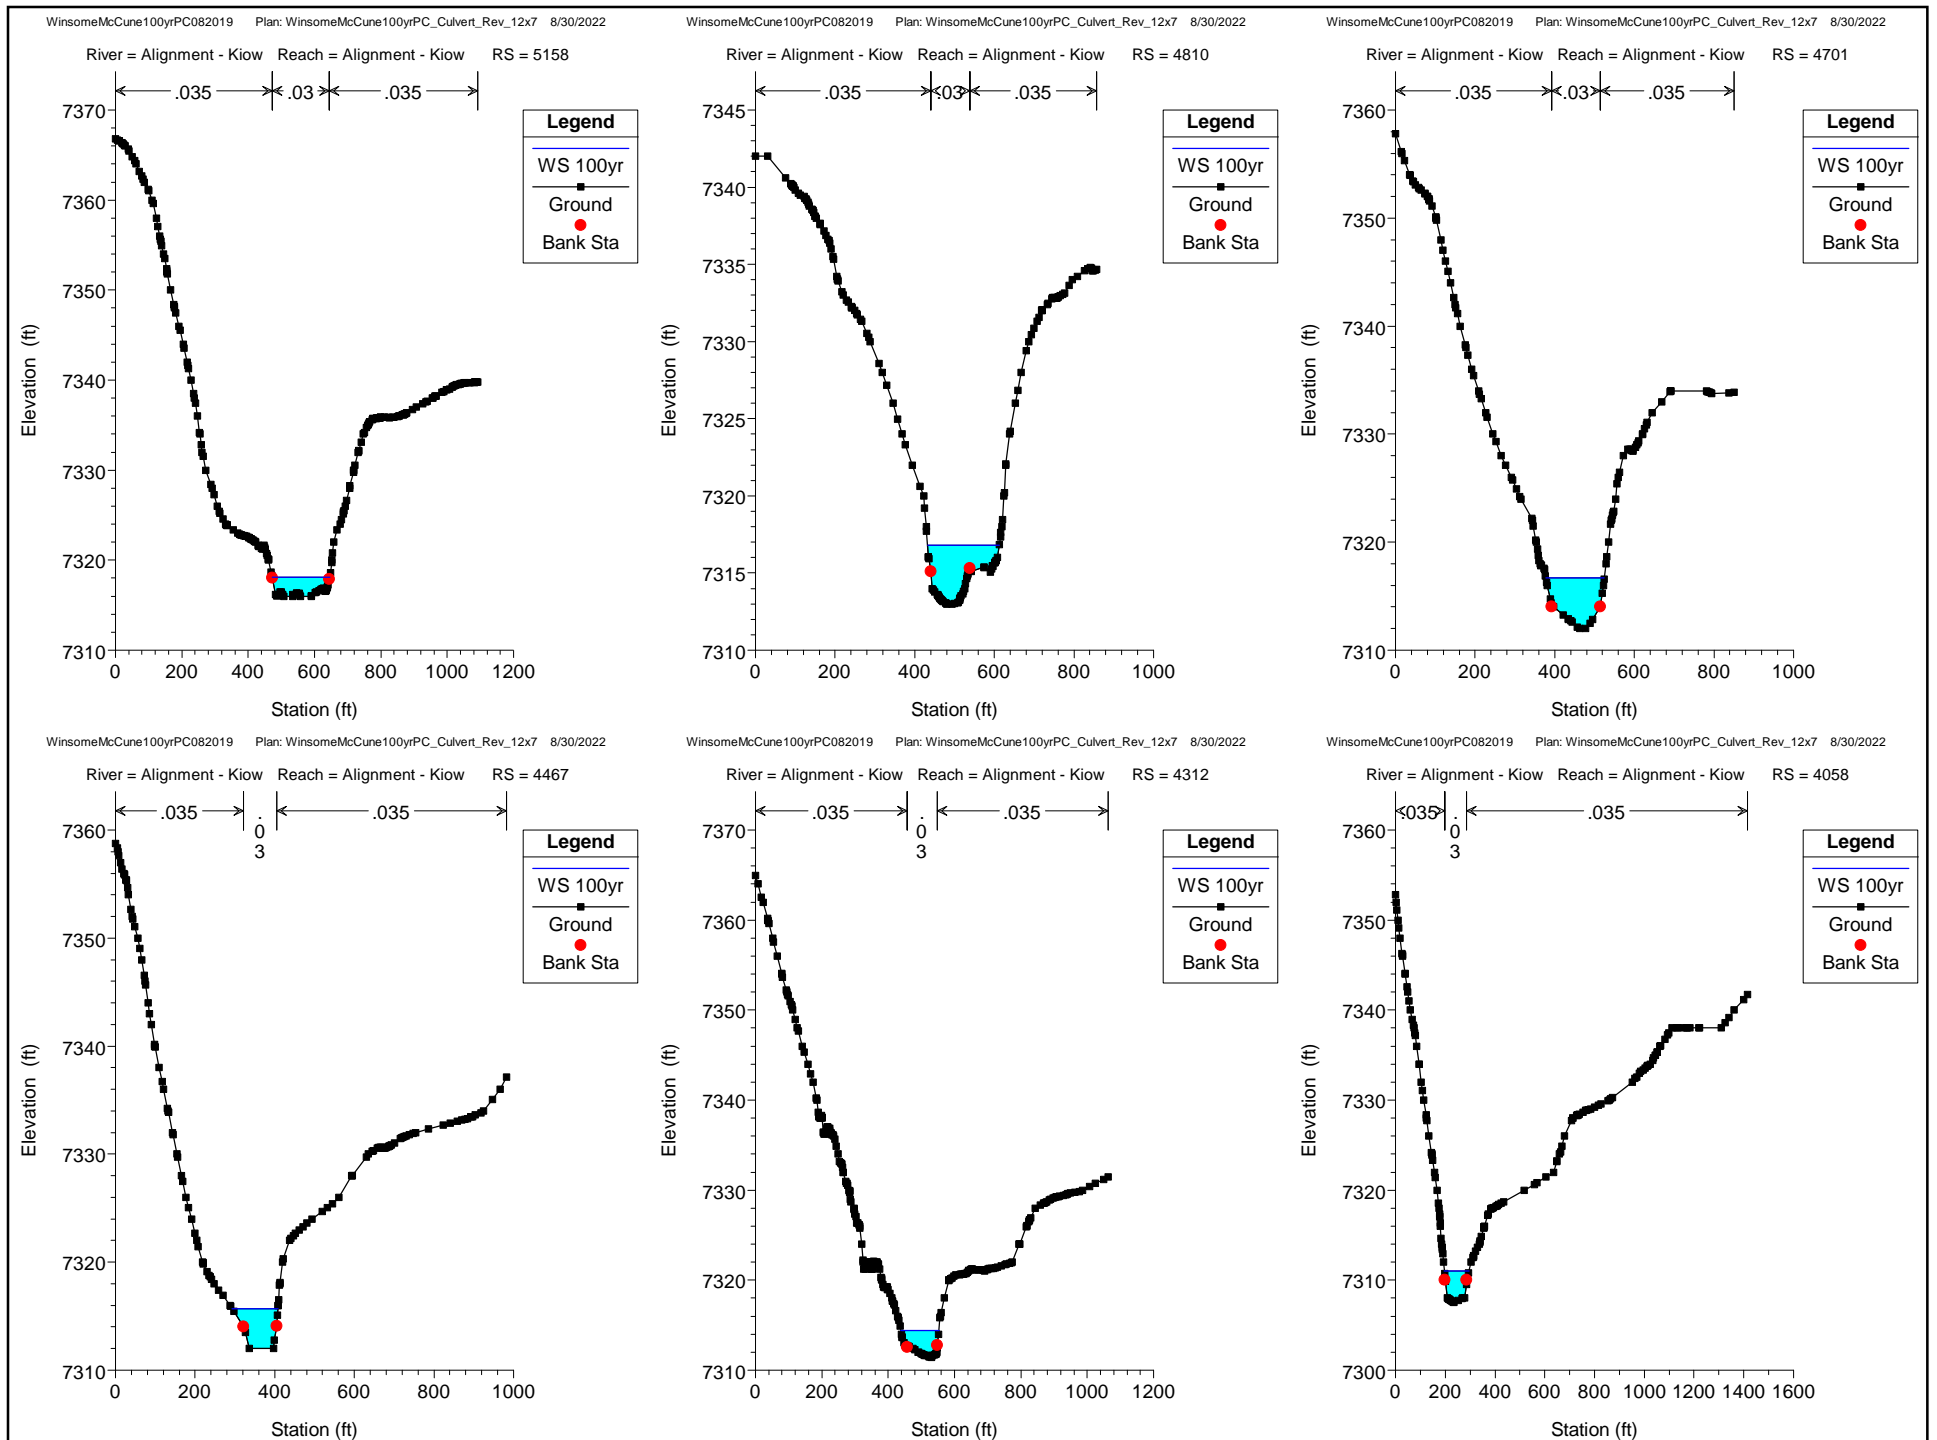 WinsomeMcCune100yrPC082019 Plan: WinsomeMcCune100yrPC_Culvert_Rev_12x7 8/30/2022
River = Alignment - Kiow Reach = Alignment - Kiow RS = 5158
.035 .03 .035
Legend
WS 100yr
Ground
Bank Sta
7370
7360
7350
7340
7330
7320
7310
Elevation (ft)
0 200 400 600 800 1000 1200
Station (ft)
WinsomeMcCune100yrPC082019 Plan: WinsomeMcCune100yrPC_Culvert_Rev_12x7 8/30/2022
River = Alignment - Kiow Reach = Alignment - Kiow RS = 4810
.035 .03 .035
Legend
WS 100yr
Ground
Bank Sta
7345
7340
7335
7330
7325
7320
7315
7310
Elevation (ft)
0 200 400 600 800 1000
Station (ft)
WinsomeMcCune100yrPC082019 Plan: WinsomeMcCune100yrPC_Culvert_Rev_12x7 8/30/2022
River = Alignment - Kiow Reach = Alignment - Kiow RS = 4701
.035 .03 .035
Legend
WS 100yr
Ground
Bank Sta
7360
7350
7340
7330
7320
7310
Elevation (ft)
0 200 400 600 800 1000
Station (ft)
WinsomeMcCune100yrPC082019 Plan: WinsomeMcCune100yrPC_Culvert_Rev_12x7 8/30/2022
River = Alignment - Kiow Reach = Alignment - Kiow RS = 4467
.035 .03 .035
Legend
WS 100yr
Ground
Bank Sta
7360
7350
7340
7330
7320
7310
Elevation (ft)
0 200 400 600 800 1000
Station (ft)
WinsomeMcCune100yrPC082019 Plan: WinsomeMcCune100yrPC_Culvert_Rev_12x7 8/30/2022
River = Alignment - Kiow Reach = Alignment - Kiow RS = 4312
.035 .03 .035
Legend
WS 100yr
Ground
Bank Sta
7370
7360
7350
7340
7330
7320
7310
Elevation (ft)
0 200 400 600 800 1000 1200
Station (ft)
WinsomeMcCune100yrPC082019 Plan: WinsomeMcCune100yrPC_Culvert_Rev_12x7 8/30/2022
River = Alignment - Kiow Reach = Alignment - Kiow RS = 4058
.035 .03 .035
Legend
WS 100yr
Ground
Bank Sta
7360
7350
7340
7330
7320
7310
7300
Elevation (ft)
0 200 400 600 800 1000 1200 1400 1600
Station (ft)